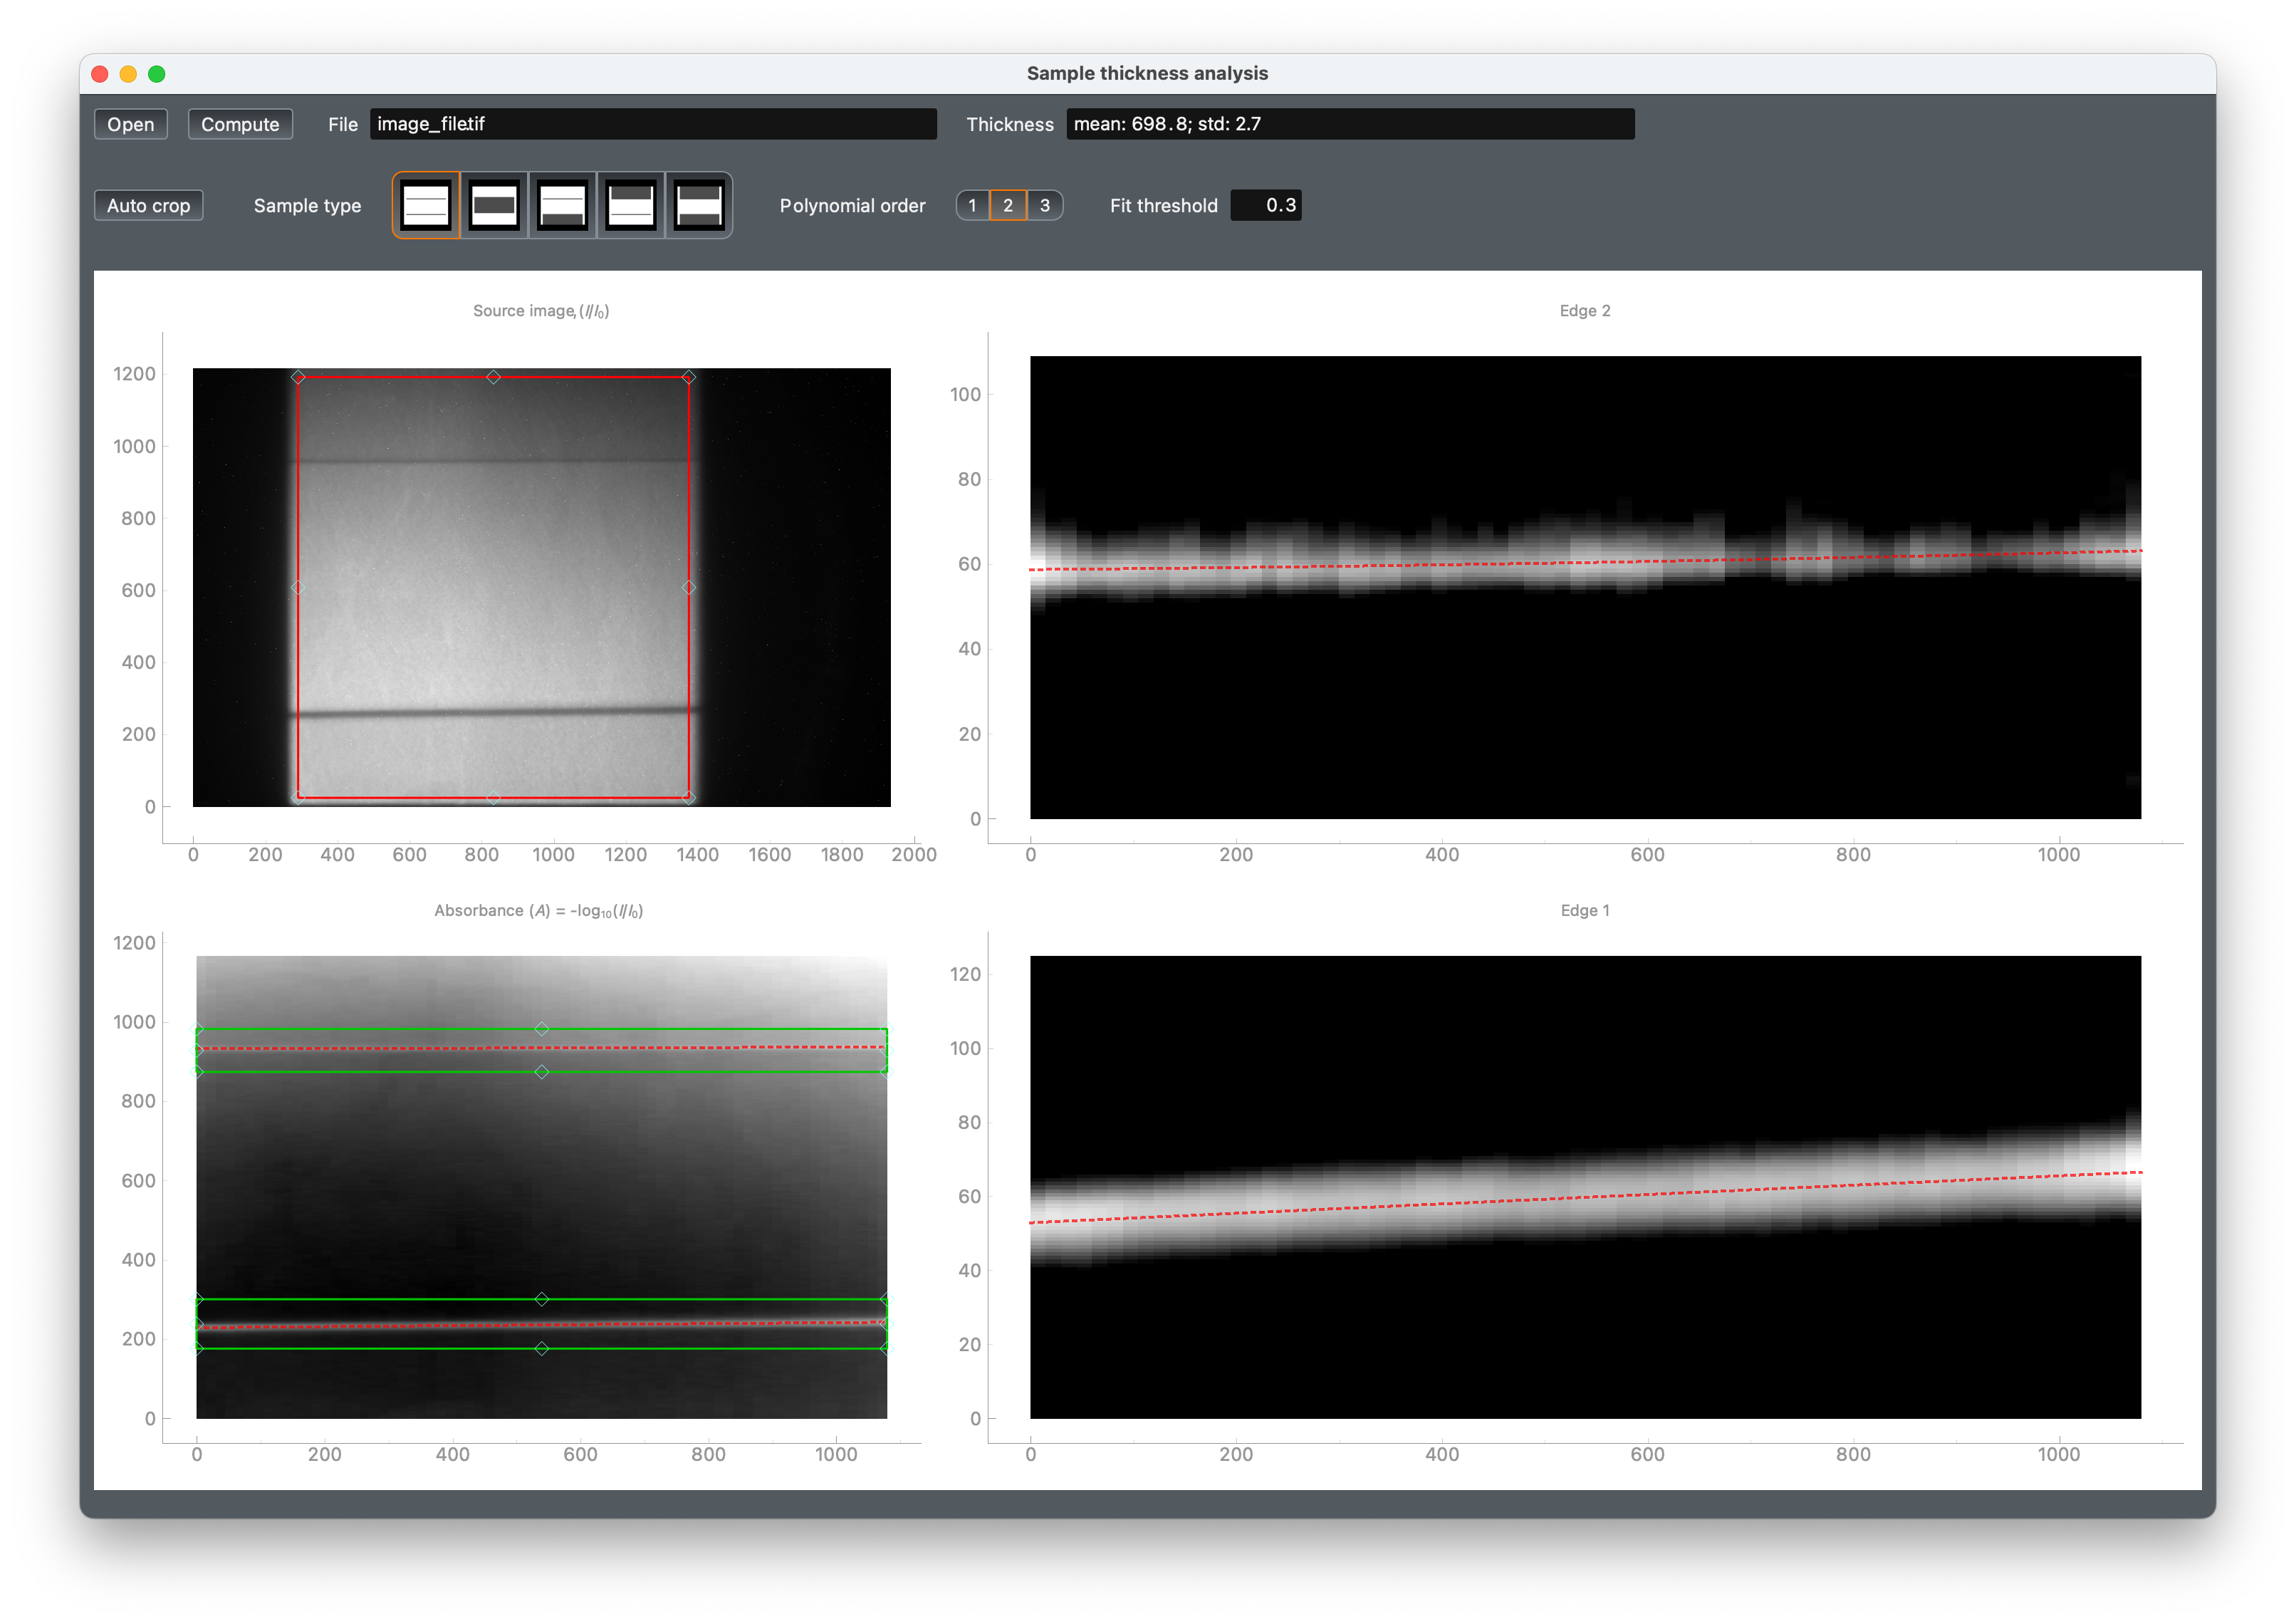 Sample thickness analysis
Open Compute File image_file.tif Thickness mean: 698.8; std: 2.7
Auto crop Sample type Polynomial order 1 2 3 Fit threshold 0.3
Source image, (I/I₀)
1200
1000
800
600
400
200
0
0 200 400 600 800 1000 1200 1400 1600 1800 2000
Edge 2
100
80
60
40
20
0
0 200 400 600 800 1000
Absorbance (A) = -log₁₀(I/I₀)
1200
1000
800
600
400
200
0
0 200 400 600 800 1000
Edge 1
120
100
80
60
40
20
0
0 200 400 600 800 1000